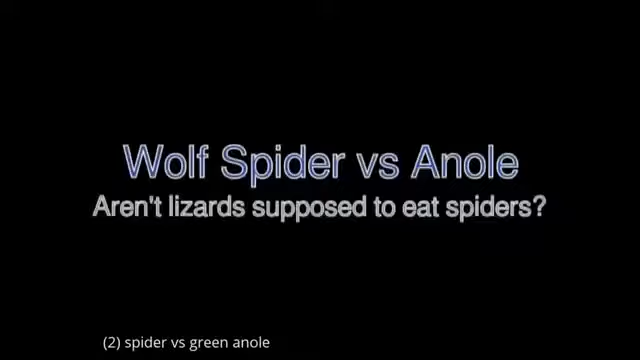 Wolf Spider vs Anole
Aren't lizards supposed to eat spiders?
(2) spider vs green anole